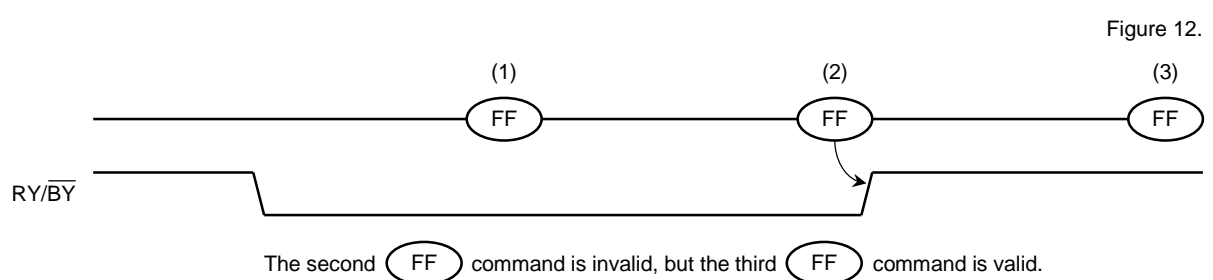 Figure 12.
(1) (2) (3)
FF FF FF
RY/BY
The second FF command is invalid, but the third FF command is valid.